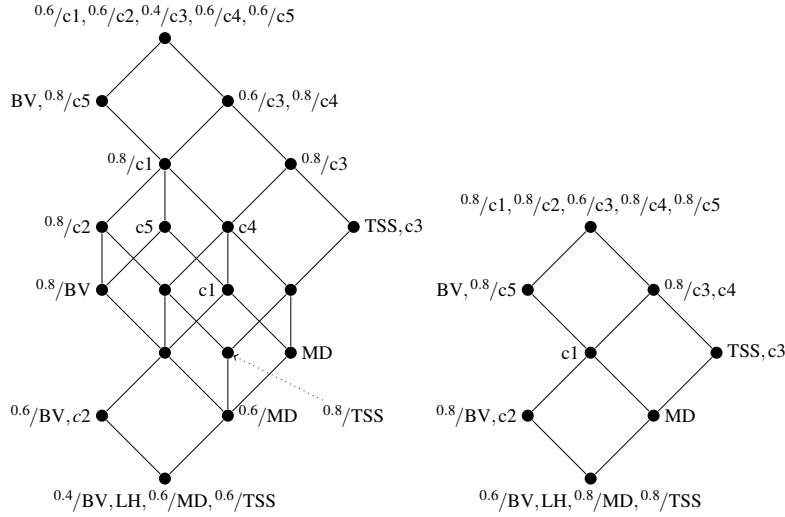 0.6/c1, 0.6/c2, 0.4/c3, 0.6/c4, 0.6/c5
BV, 0.8/c5
0.6/c3, 0.8/c4
0.8/c1
0.8/c3
0.8/c2
c5
c4
TSS, c3
0.8/BV
c1
MD
0.6/BV, c2
0.6/MD
0.8/TSS
0.4/BV, LH, 0.6/MD, 0.6/TSS
0.8/c1, 0.8/c2, 0.6/c3, 0.8/c4, 0.8/c5
BV, 0.8/c5
0.8/c3, c4
c1
TSS, c3
0.8/BV, c2
MD
0.6/BV, LH, 0.8/MD, 0.8/TSS